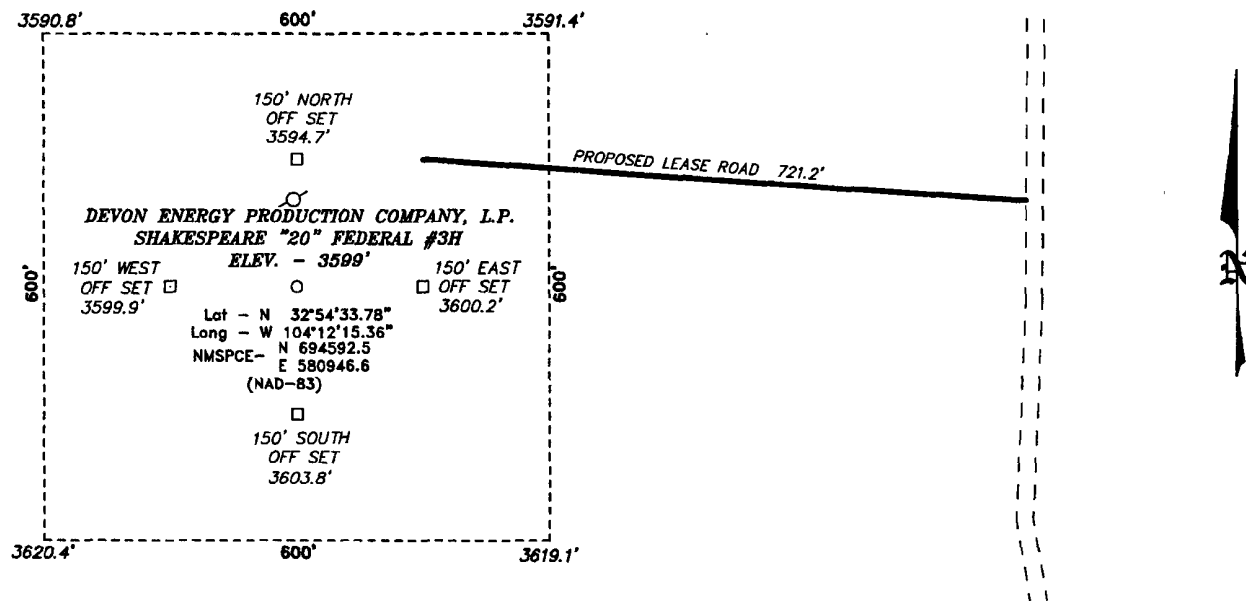 3590.8'
600'
3591.4'
150' NORTH
OFF SET
3594.7'
PROPOSED LEASE ROAD 721.2'
DEVON ENERGY PRODUCTION COMPANY, L.P.
SHAKESPEARE "20" FEDERAL #3H
ELEV. - 3599'
600'
150' WEST
OFF SET
3599.9'
150' EAST
OFF SET
3600.2'
600'
Lat - N 32°54'33.78"
Long - W 104°12'15.36"
NMSPCE- N 694592.5
E 580946.6
(NAD-83)
150' SOUTH
OFF SET
3603.8'
3620.4'
600'
3619.1'
N